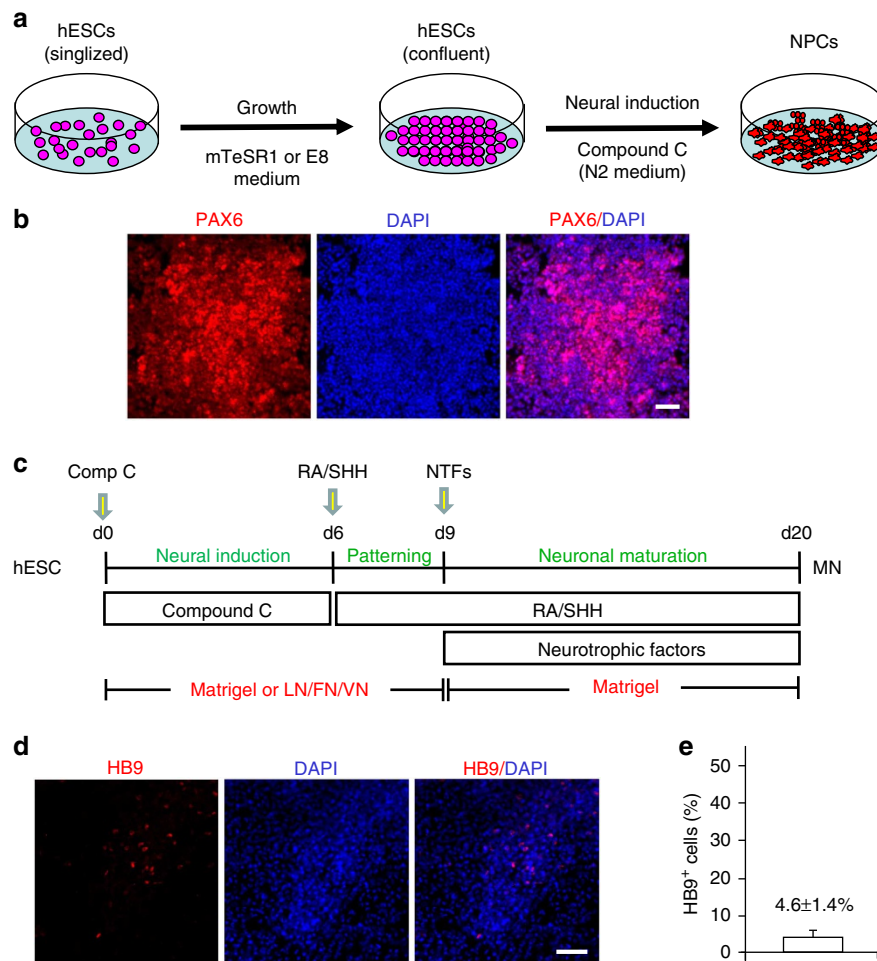 a
hESCs
(singlized)
hESCs
(confluent)
NPCs
Growth
mTeSR1 or E8
medium
Neural induction
Compound C
(N2 medium)
b
PAX6
DAPI
PAX6/DAPI
c
Comp C
RA/SHH
NTFs
d0
d6
d9
d20
hESC
Neural induction
Patterning
Neuronal maturation
MN
Compound C
RA/SHH
Neurotrophic factors
Matrigel or LN/FN/VN
Matrigel
d
HB9
DAPI
HB9/DAPI
e
HB9⁺ cells (%)
50
40
30
20
10
0
4.6±1.4%